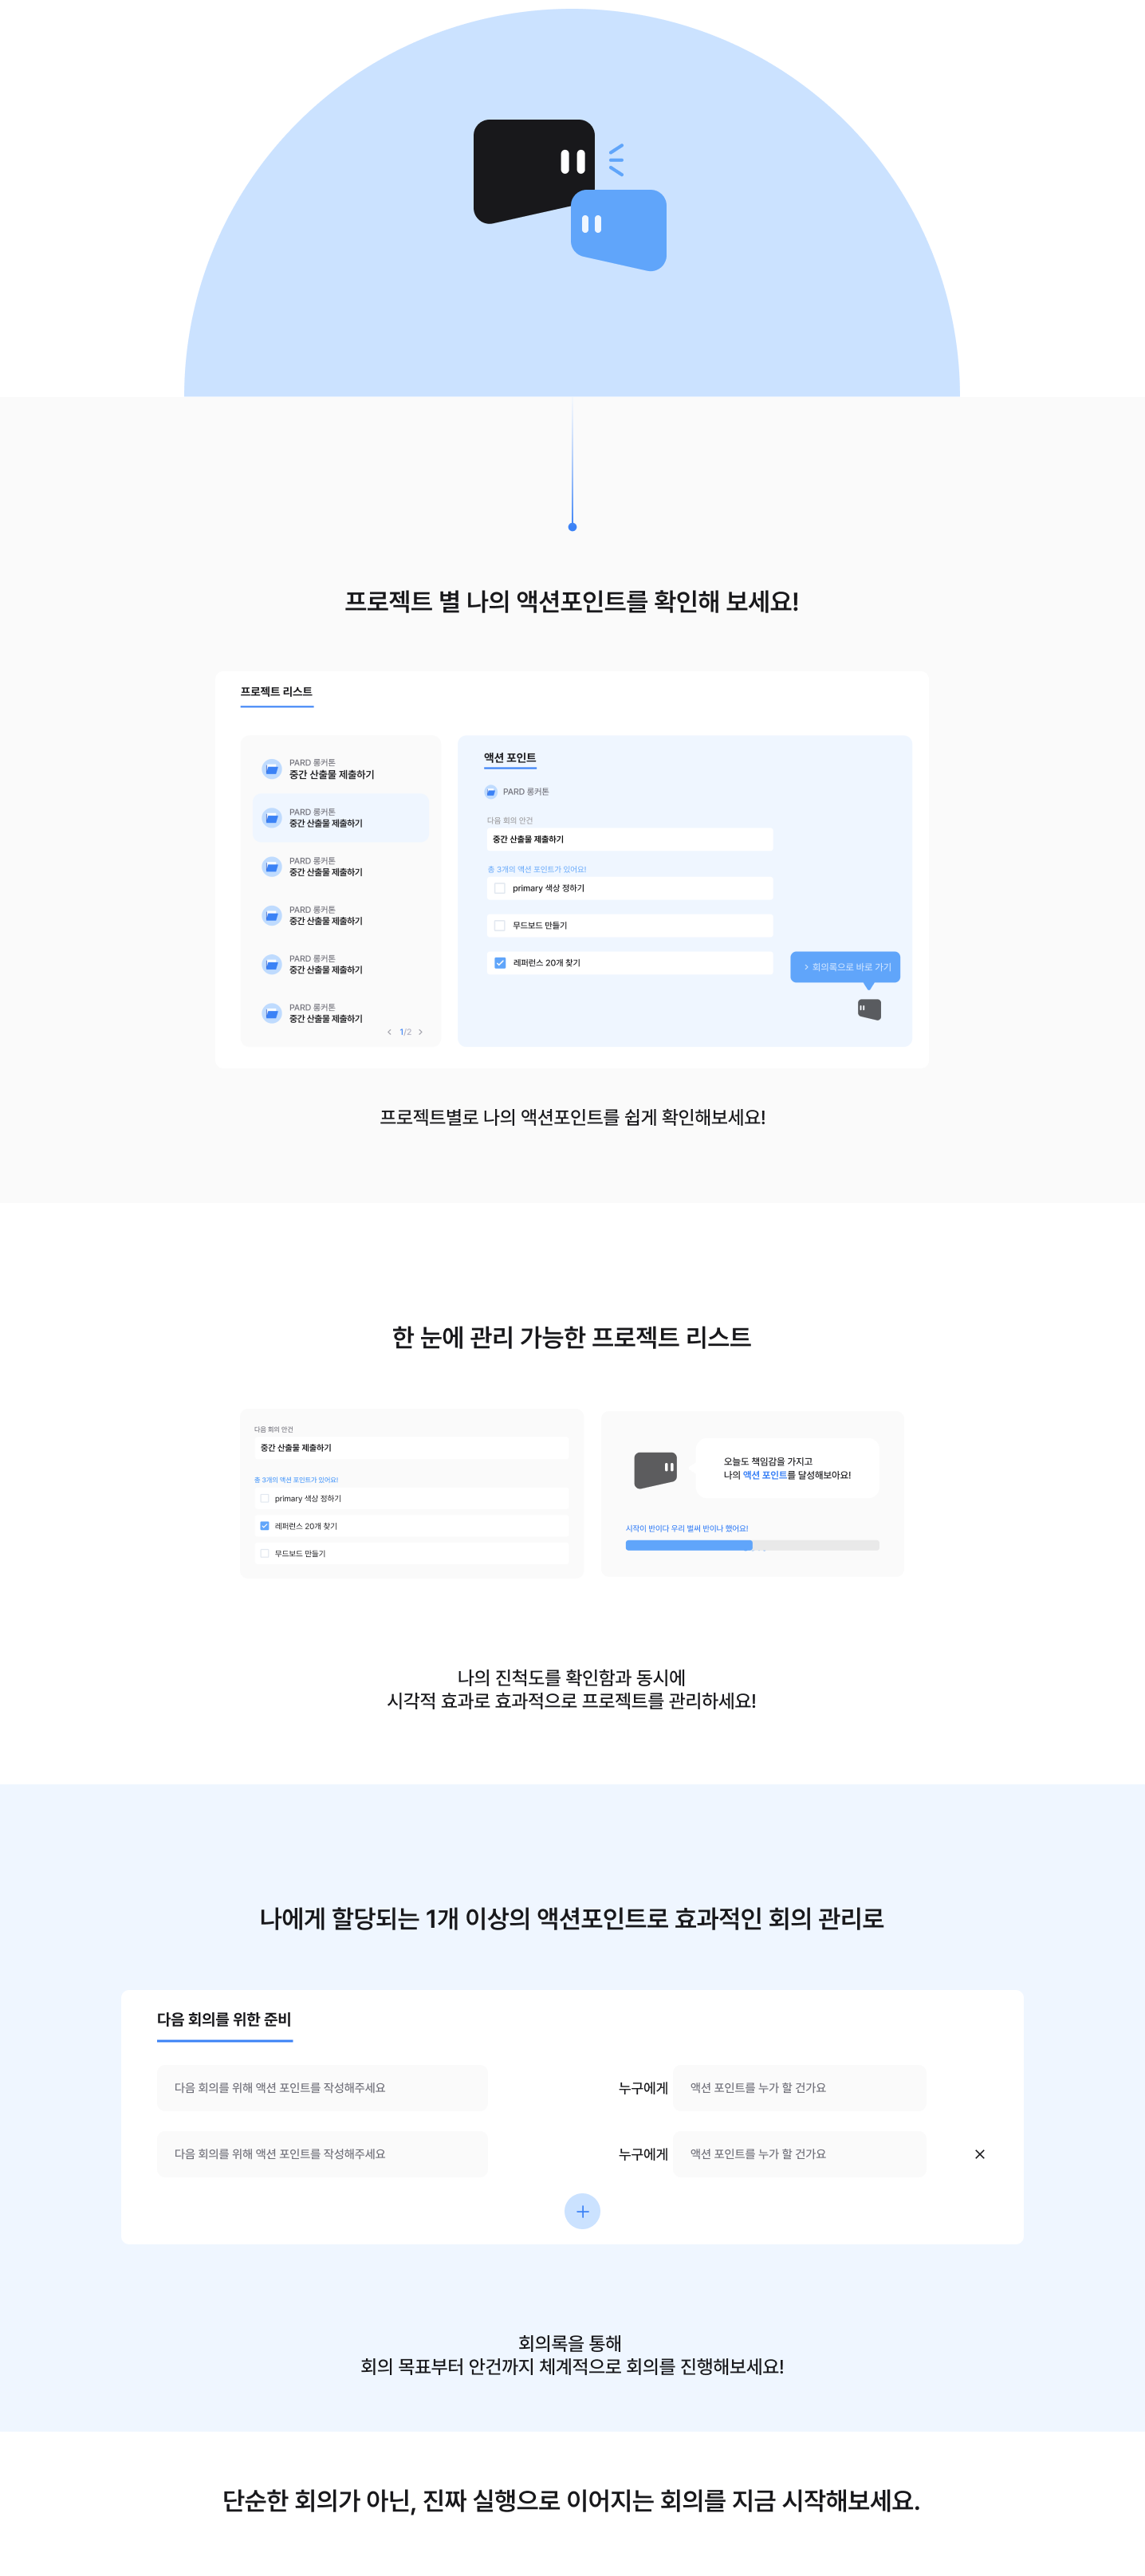 프로젝트 별 나의 액션포인트를 확인해 보세요!
프로젝트 리스트
PARD 롱커톤
중간 산출물 제출하기
PARD 롱커톤
중간 산출물 제출하기
PARD 롱커톤
중간 산출물 제출하기
PARD 롱커톤
중간 산출물 제출하기
PARD 롱커톤
중간 산출물 제출하기
PARD 롱커톤
중간 산출물 제출하기
1/2
액션 포인트
PARD 롱커톤
다음 회의 안건
중간 산출물 제출하기
총 3개의 액션 포인트가 있어요!
primary 색상 정하기
무드보드 만들기
레퍼런스 20개 찾기
회의록으로 바로 가기
프로젝트별로 나의 액션포인트를 쉽게 확인해보세요!
한 눈에 관리 가능한 프로젝트 리스트
다음 회의 안건
중간 산출물 제출하기
총 3개의 액션 포인트가 있어요!
primary 색상 정하기
레퍼런스 20개 찾기
무드보드 만들기
오늘도 책임감을 가지고
나의 액션 포인트를 달성해보아요!
시작이 반이다 우리 벌써 반이나 했어요!
나의 진척도를 확인함과 동시에
시각적 효과로 효과적으로 프로젝트를 관리하세요!
나에게 할당되는 1개 이상의 액션포인트로 효과적인 회의 관리로
다음 회의를 위한 준비
다음 회의를 위해 액션 포인트를 작성해주세요
누구에게
액션 포인트를 누가 할 건가요
다음 회의를 위해 액션 포인트를 작성해주세요
누구에게
액션 포인트를 누가 할 건가요
회의록을 통해
회의 목표부터 안건까지 체계적으로 회의를 진행해보세요!
단순한 회의가 아닌, 진짜 실행으로 이어지는 회의를 지금 시작해보세요.